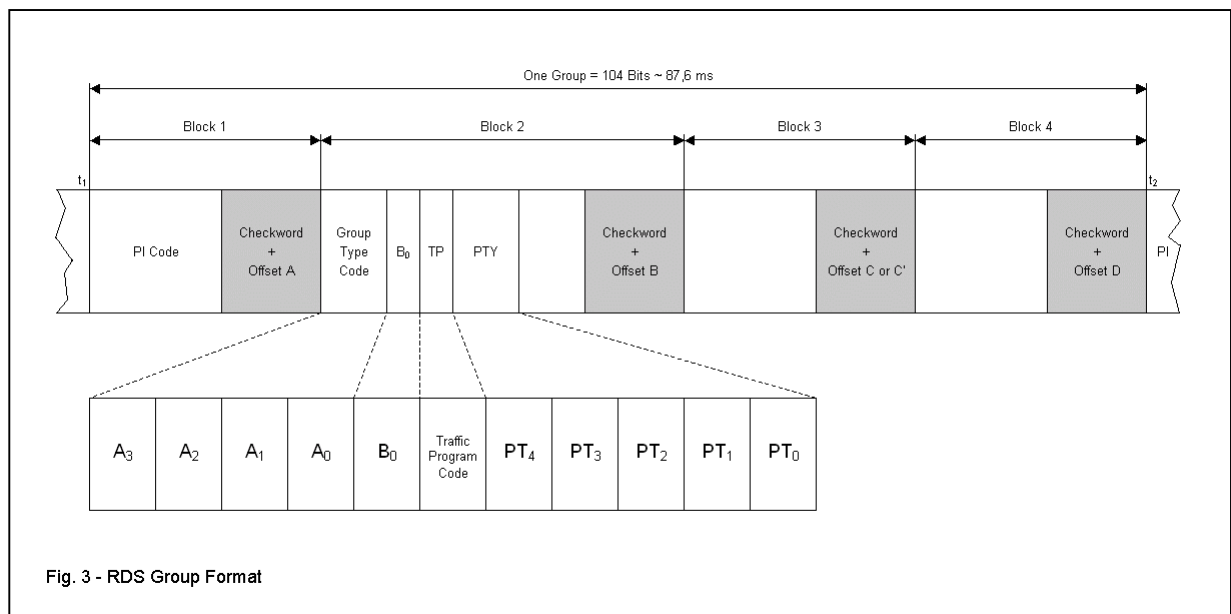 One Group = 104 Bits ~ 87,6 ms
Block 1 Block 2 Block 3 Block 4
t₁ t₂
PI Code
Checkword
+
Offset A
Group
Type
Code
B₀
TP
PTY
Checkword
+
Offset B
Checkword
+
Offset C or C'
Checkword
+
Offset D
PI
A₃ A₂ A₁ A₀ B₀
Traffic
Program
Code
PT₄ PT₃ PT₂ PT₁ PT₀
Fig. 3 - RDS Group Format